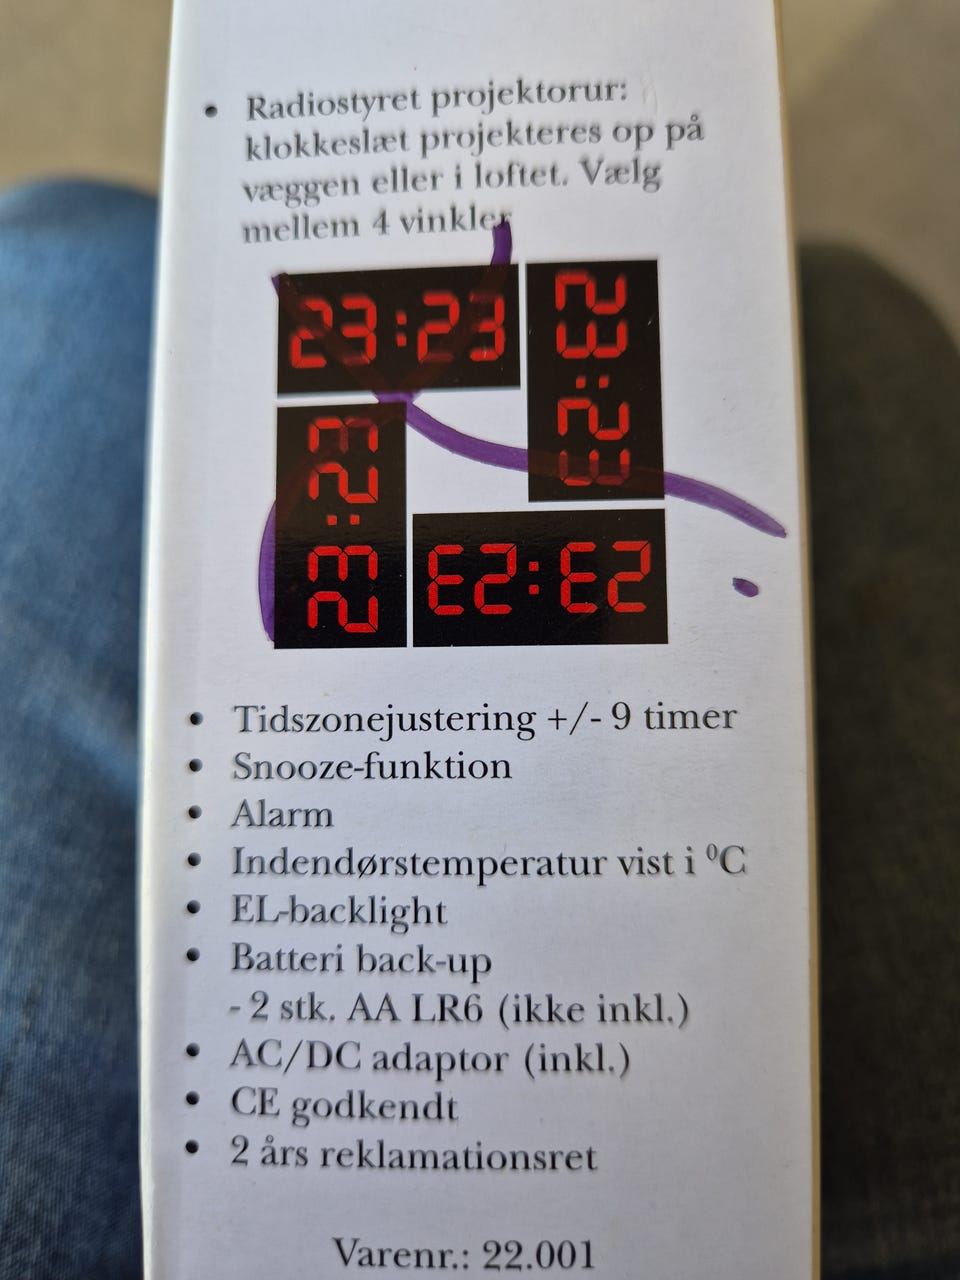 • Radiostyret projektorur:
klokkeslæt projekteres op på
væggen eller i loftet. Vælg
mellem 4 vinkler
23:23
23:23
23:23
23:23
• Tidszonejustering +/- 9 timer
• Snooze-funktion
• Alarm
• Indendørstemperatur vist i ⁰C
• EL-backlight
• Batteri back-up
- 2 stk. AA LR6 (ikke inkl.)
• AC/DC adaptor (inkl.)
• CE godkendt
• 2 års reklamationsret
Varenr.: 22.001